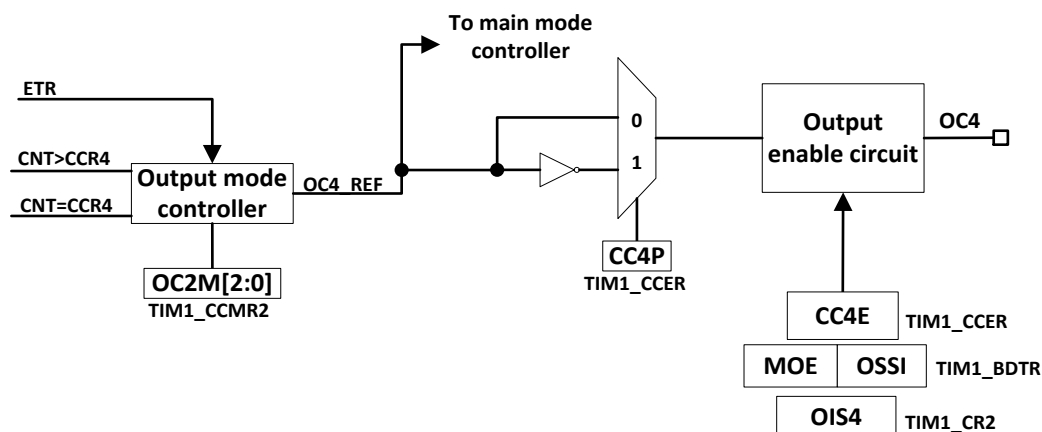 To main mode
controller
ETR
CNT>CCR4
CNT=CCR4
Output mode
controller
OC4_REF
OC2M[2:0]
TIM1_CCMR2
0
1
CC4P
TIM1_CCER
Output
enable circuit
OC4
CC4E
TIM1_CCER
MOE OSSI TIM1_BDTR
OIS4
TIM1_CR2